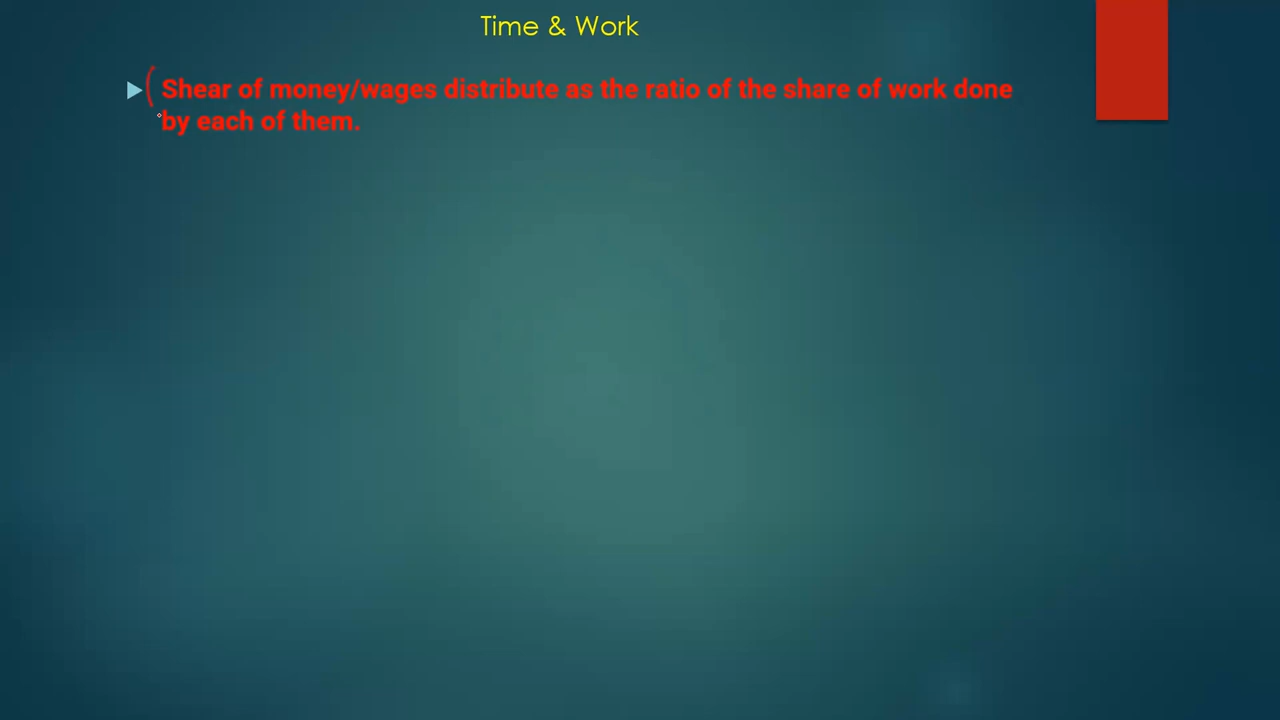 Time & Work
Shear of money/wages distribute as the ratio of the share of work done
by each of them.